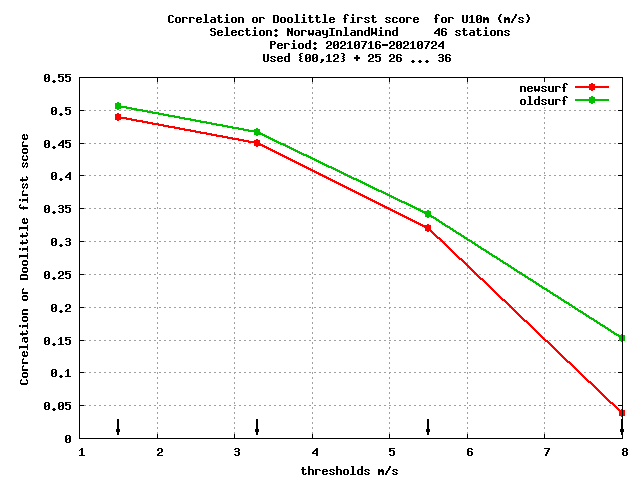 Correlation or Doolittle first score  for U10m (m/s)
Selection: NorwayInlandWind     46 stations
Period: 20210716-20210724
Used {00,12} + 25 26 ... 36
newsurf
oldsurf
Correlation or Doolittle first score
0.55
0.5
0.45
0.4
0.35
0.3
0.25
0.2
0.15
0.1
0.05
0
1 2 3 4 5 6 7 8
thresholds m/s